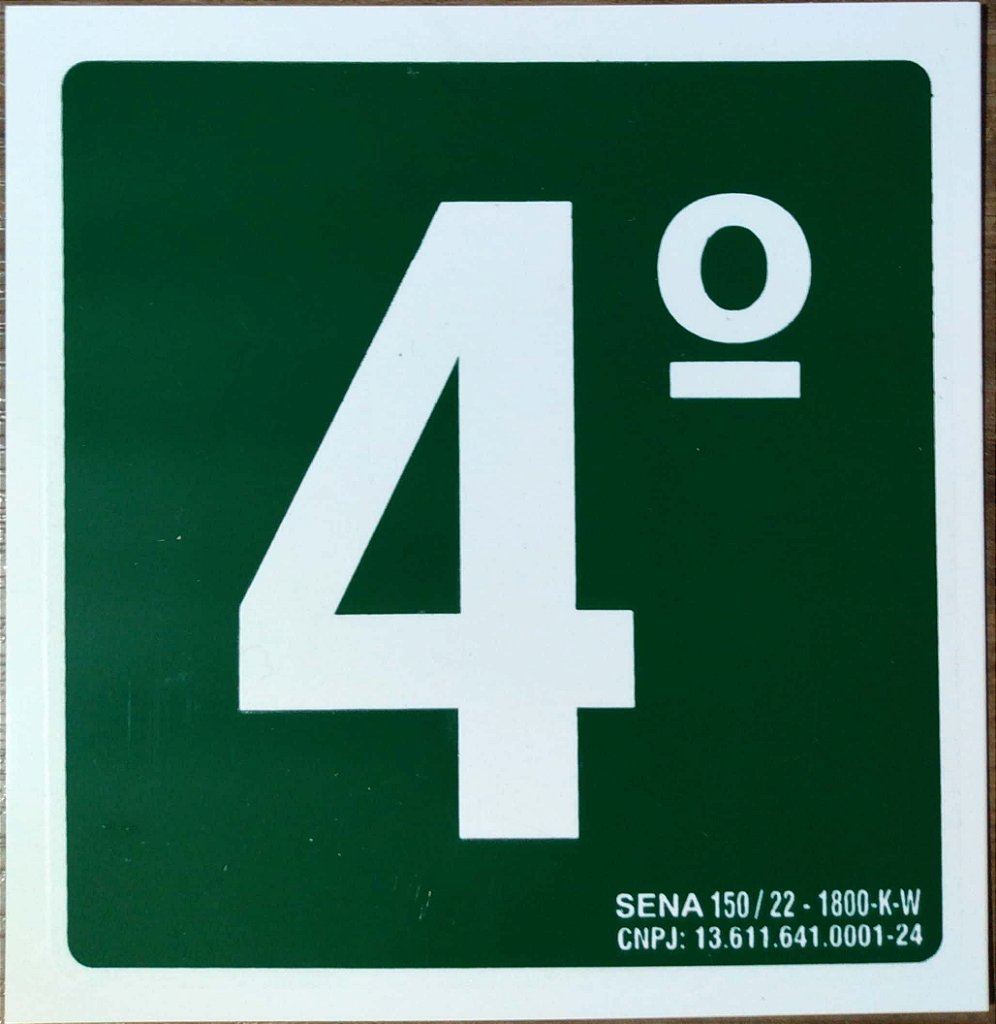 4º
SENA 150 / 22 - 1800-K-W
CNPJ: 13.611.641.0001-24